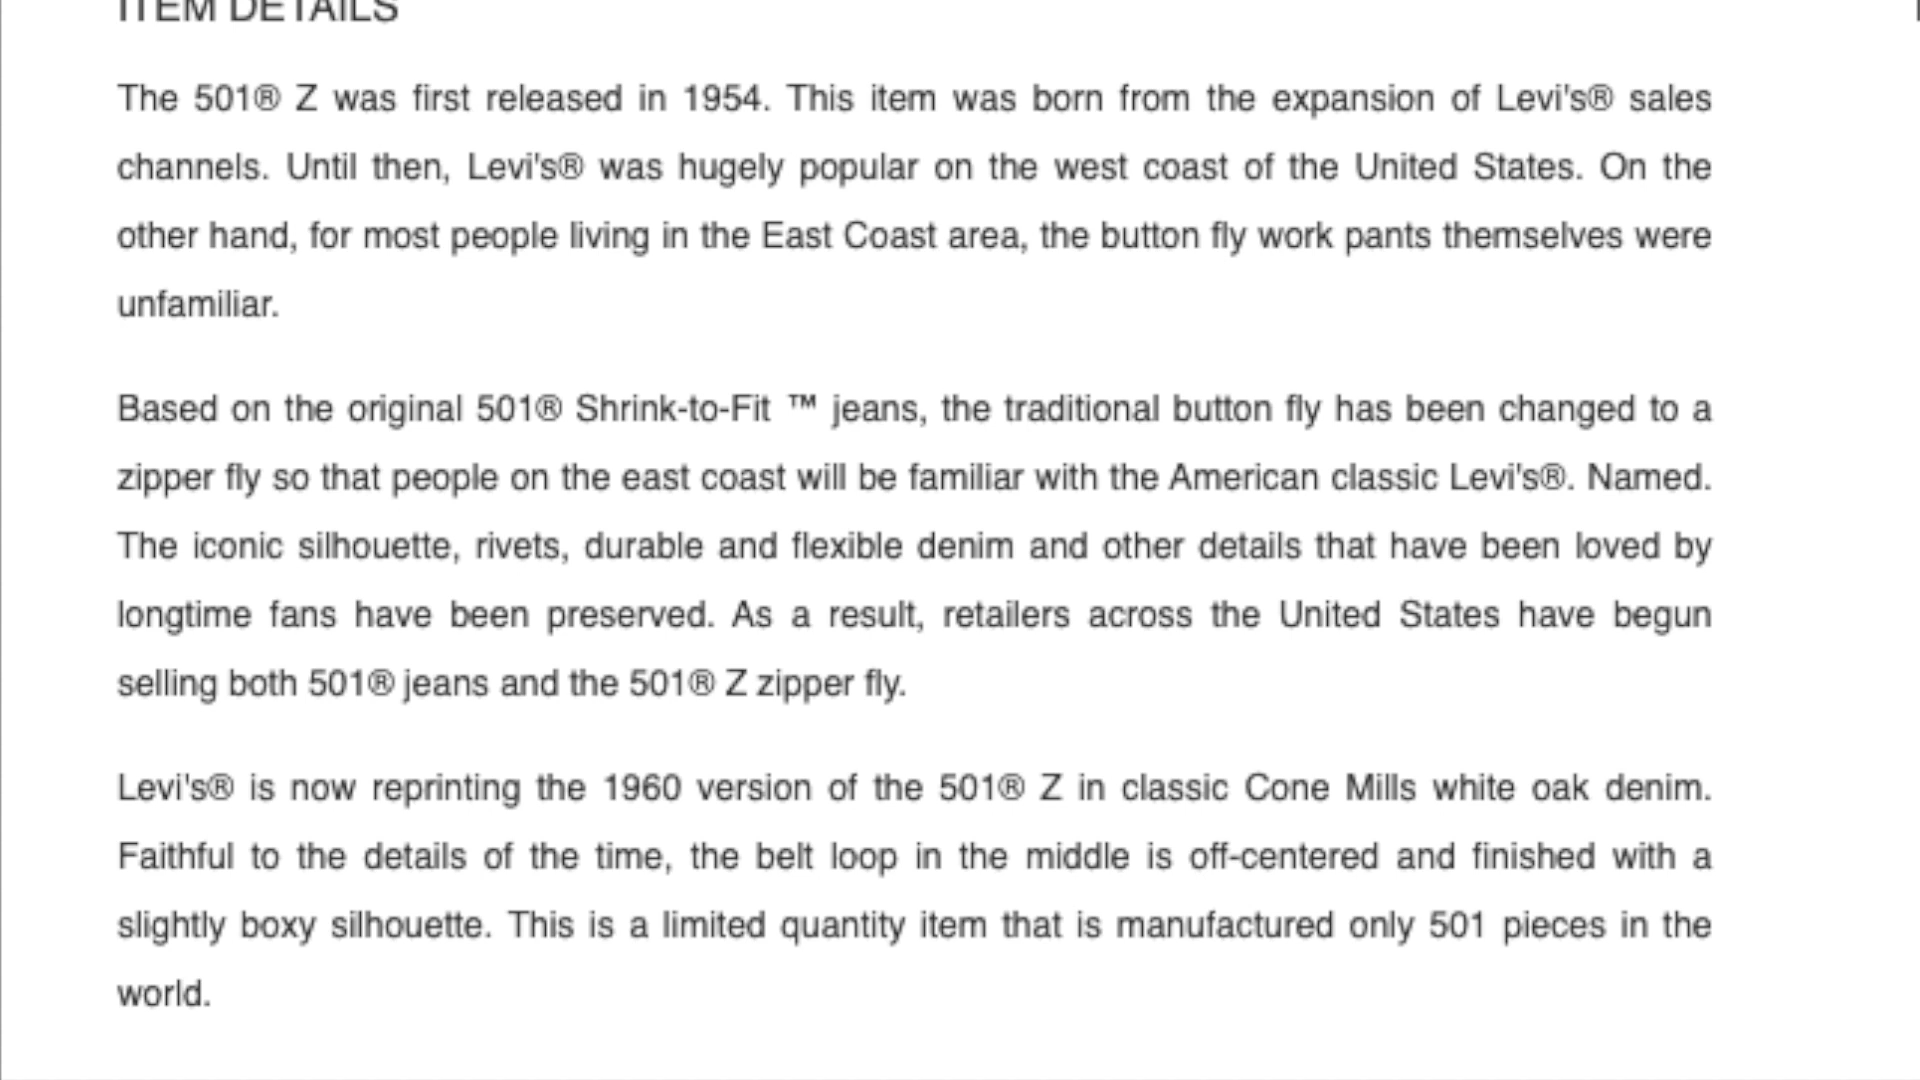 ITEM DETAILS
The 501® Z was first released in 1954. This item was born from the expansion of Levi's® sales
channels. Until then, Levi's® was hugely popular on the west coast of the United States. On the
other hand, for most people living in the East Coast area, the button fly work pants themselves were
unfamiliar.
Based on the original 501® Shrink-to-Fit ™ jeans, the traditional button fly has been changed to a
zipper fly so that people on the east coast will be familiar with the American classic Levi's®. Named.
The iconic silhouette, rivets, durable and flexible denim and other details that have been loved by
longtime fans have been preserved. As a result, retailers across the United States have begun
selling both 501® jeans and the 501® Z zipper fly.
Levi's® is now reprinting the 1960 version of the 501® Z in classic Cone Mills white oak denim.
Faithful to the details of the time, the belt loop in the middle is off-centered and finished with a
slightly boxy silhouette. This is a limited quantity item that is manufactured only 501 pieces in the
world.